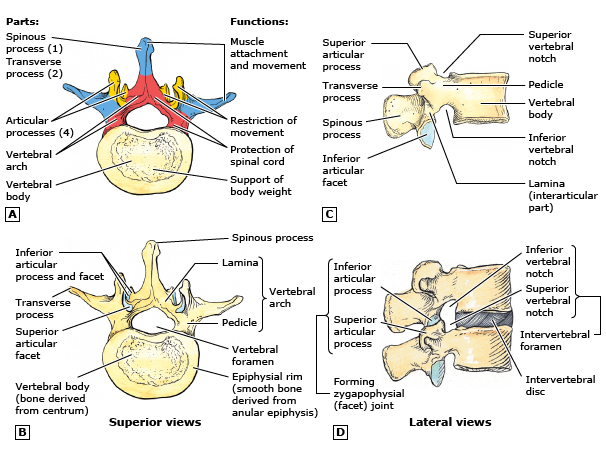 Parts:
Functions:
Spinous
process (1)
Transverse
process (2)
Articular
processes (4)
Vertebral
arch
Vertebral
body
Muscle
attachment
and movement
Restriction of
movement
Protection of
spinal cord
Support of
body weight
A
Superior
articular
process
Transverse
process
Spinous
process
Inferior
articular
facet
Superior
vertebral
notch
Pedicle
Vertebral
body
Inferior
vertebral
notch
Lamina
(interarticular
part)
C
Inferior
articular
process and facet
Transverse
process
Superior
articular
facet
Vertebral body
(bone derived
from centrum)
Spinous process
Lamina
Vertebral
arch
Pedicle
Vertebral
foramen
Epiphysial rim
(smooth bone
derived from
anular epiphysis)
B
Superior views
Inferior
articular
process
Superior
articular
process
Forming
zygapophysial
(facet) joint
Inferior
vertebral
notch
Superior
vertebral
notch
Intervertebral
foramen
Intervertebral
disc
D
Lateral views